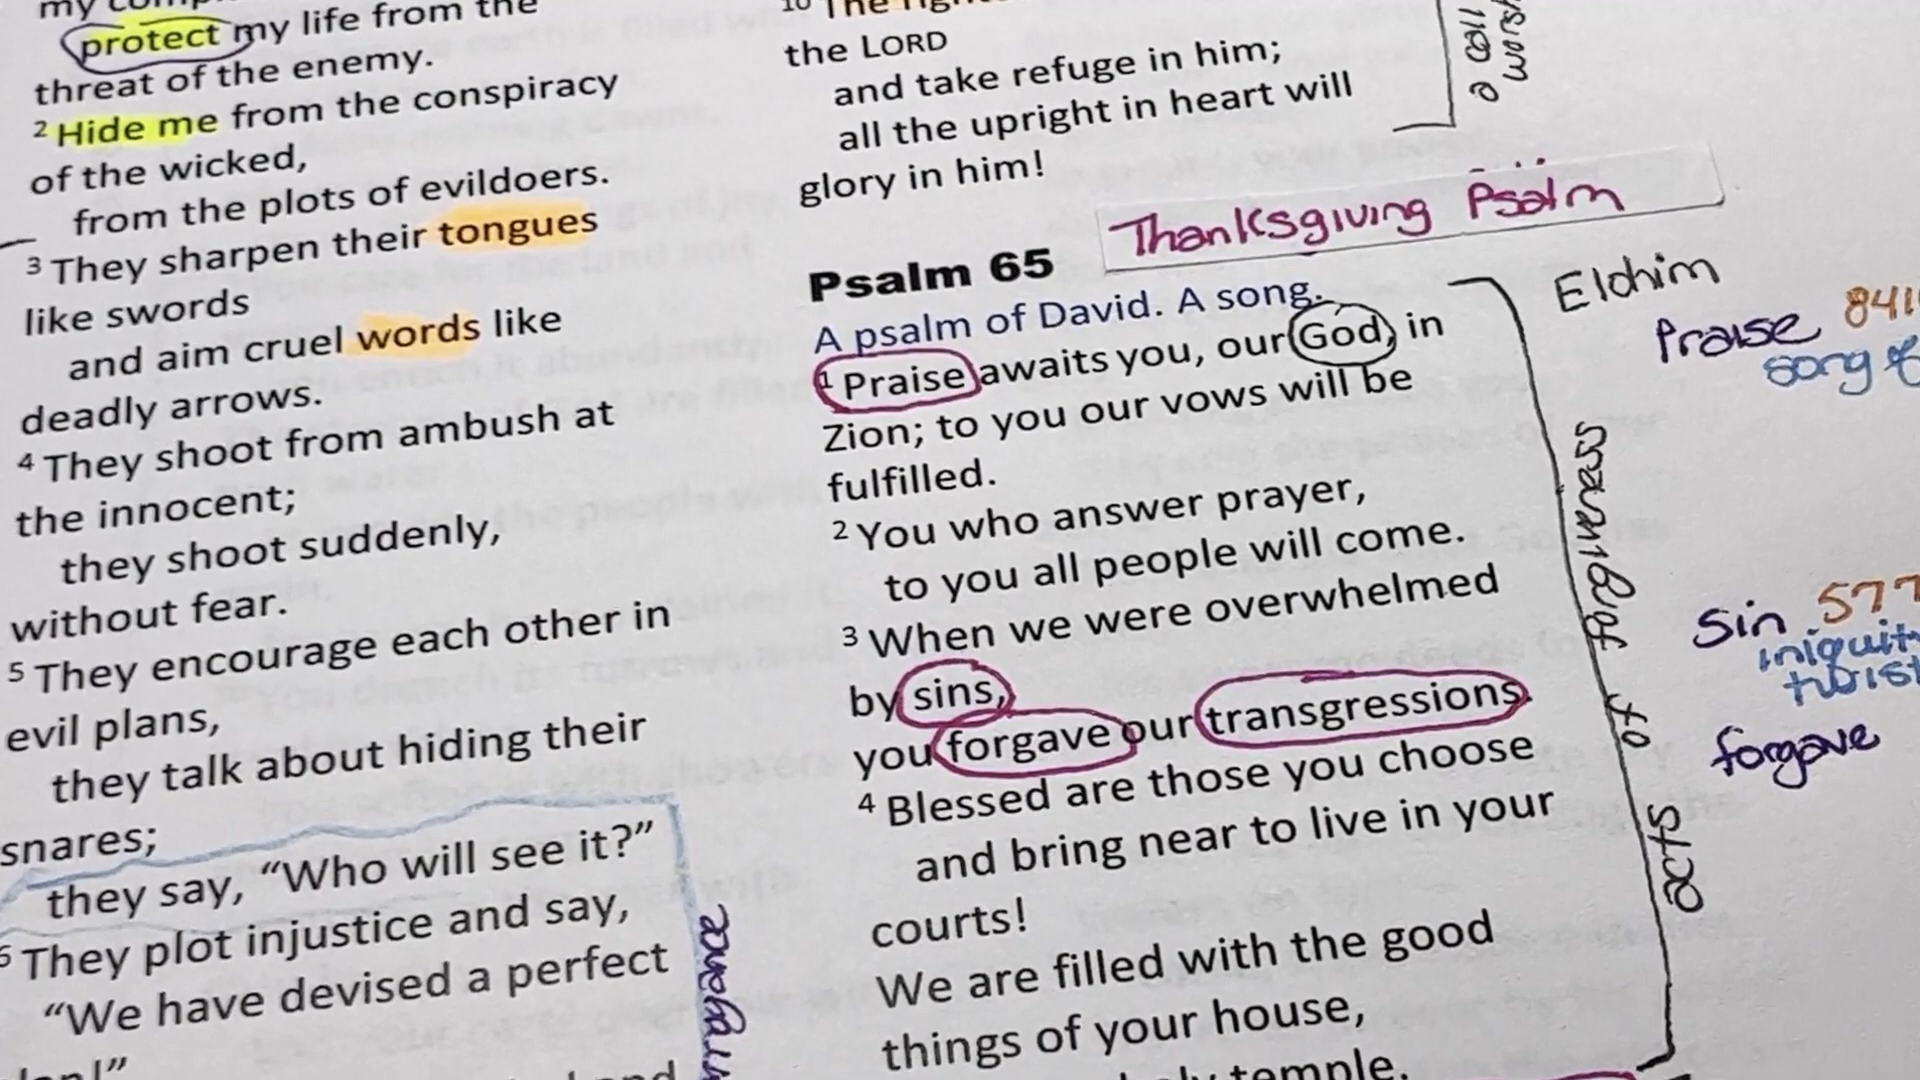 protect my life from the
threat of the enemy.
2 Hide me from the conspiracy
of the wicked,
from the plots of evildoers.
3 They sharpen their tongues
like swords
and aim cruel words like
deadly arrows.
4 They shoot from ambush at
the innocent;
they shoot suddenly,
without fear.
5 They encourage each other in
evil plans,
they talk about hiding their
snares;
they say, “Who will see it?”
6 They plot injustice and say,
“We have devised a perfect
arrogance
10 The
the LORD
and take refuge in him;
all the upright in heart will
glory in him!
Thanksgiving Psalm
Psalm 65
A psalm of David. A song.
1 Praise awaits you, our God, in
Zion; to you our vows will be
fulfilled.
2 You who answer prayer,
to you all people will come.
3 When we were overwhelmed
by sins,
you forgave our transgressions.
4 Blessed are those you choose
and bring near to live in your
courts!
We are filled with the good
things of your house,
temple.
a call
Elohim
Praise
song of
Sin 577
forgave
acts of forgiveness